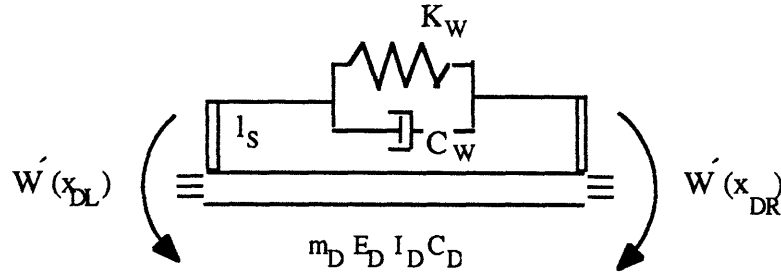 K_W
l_S
C_W
W´(x_DL)
W´(x_DR)
m_D E_D I_D C_D